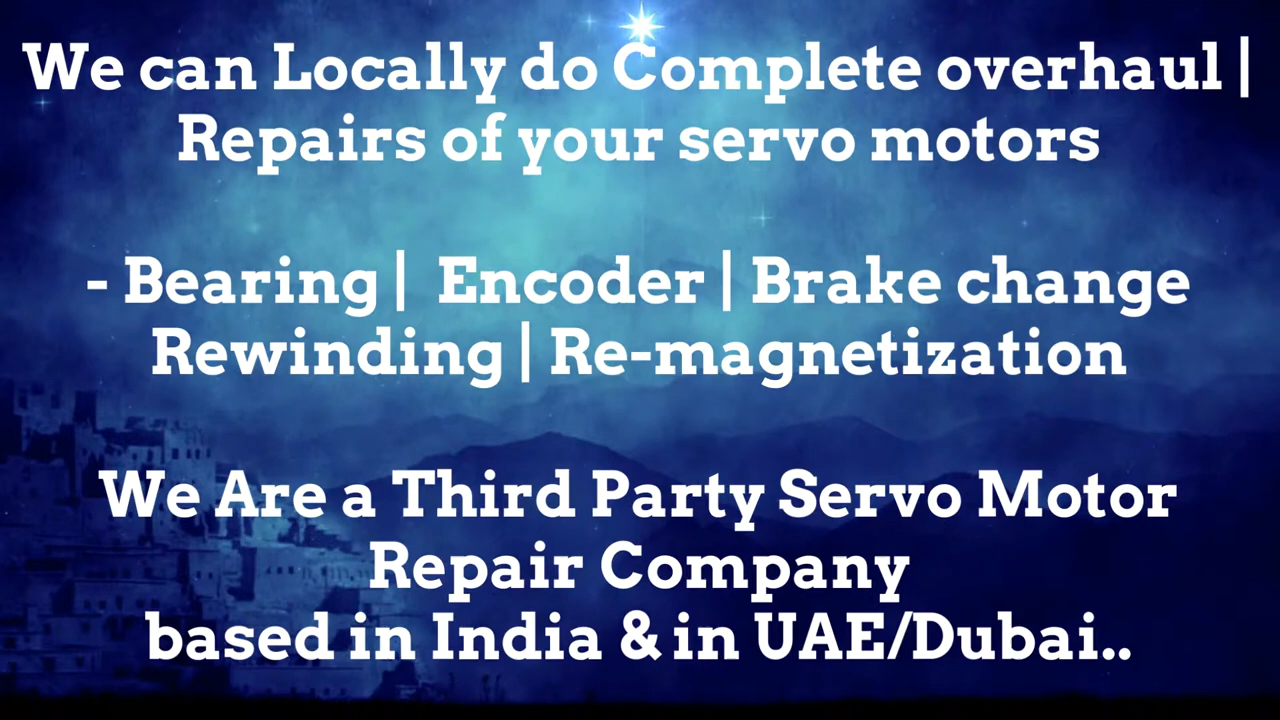 We can Locally do Complete overhaul |
Repairs of your servo motors
- Bearing | Encoder | Brake change
Rewinding | Re-magnetization
We Are a Third Party Servo Motor
Repair Company
based in India & in UAE/Dubai..